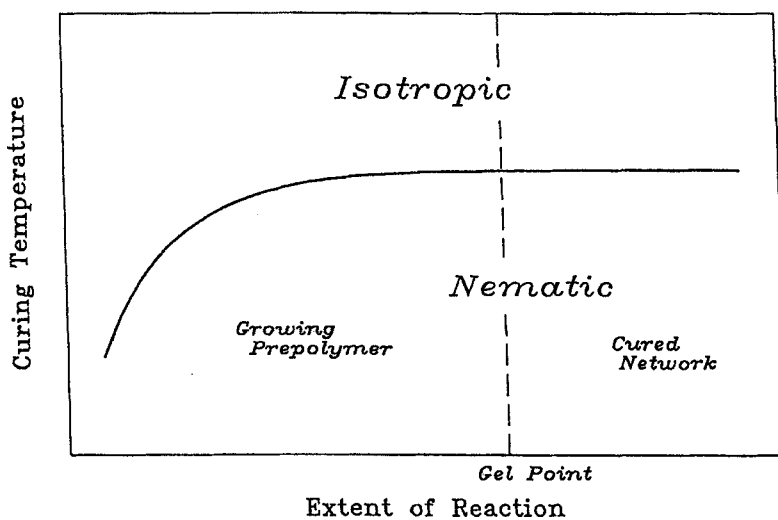 Isotropic
Curing Temperature
Nematic
Growing
Prepolymer
Cured
Network
Gel Point
Extent of Reaction